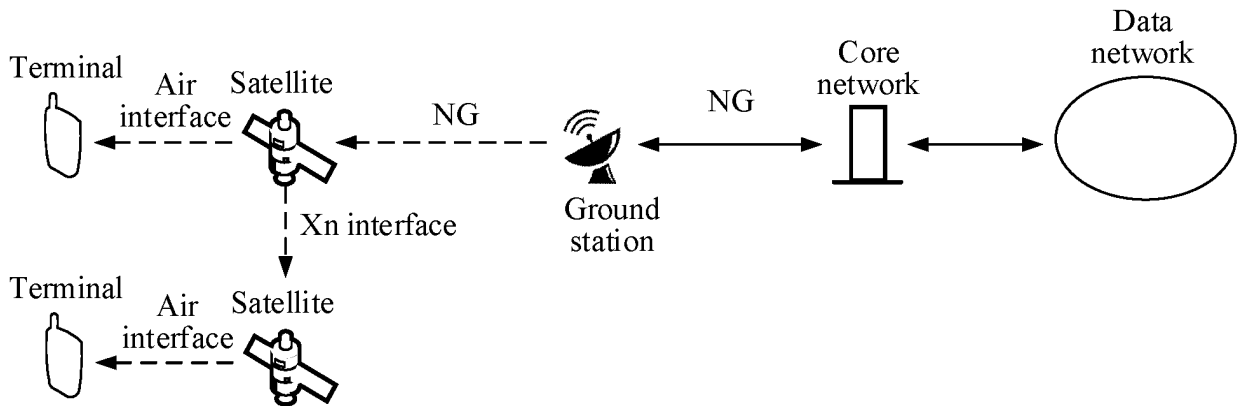 Terminal
Air
interface
Satellite
NG
Ground
station
NG
Core
network
Data
network
Xn interface
Terminal
Air
interface
Satellite